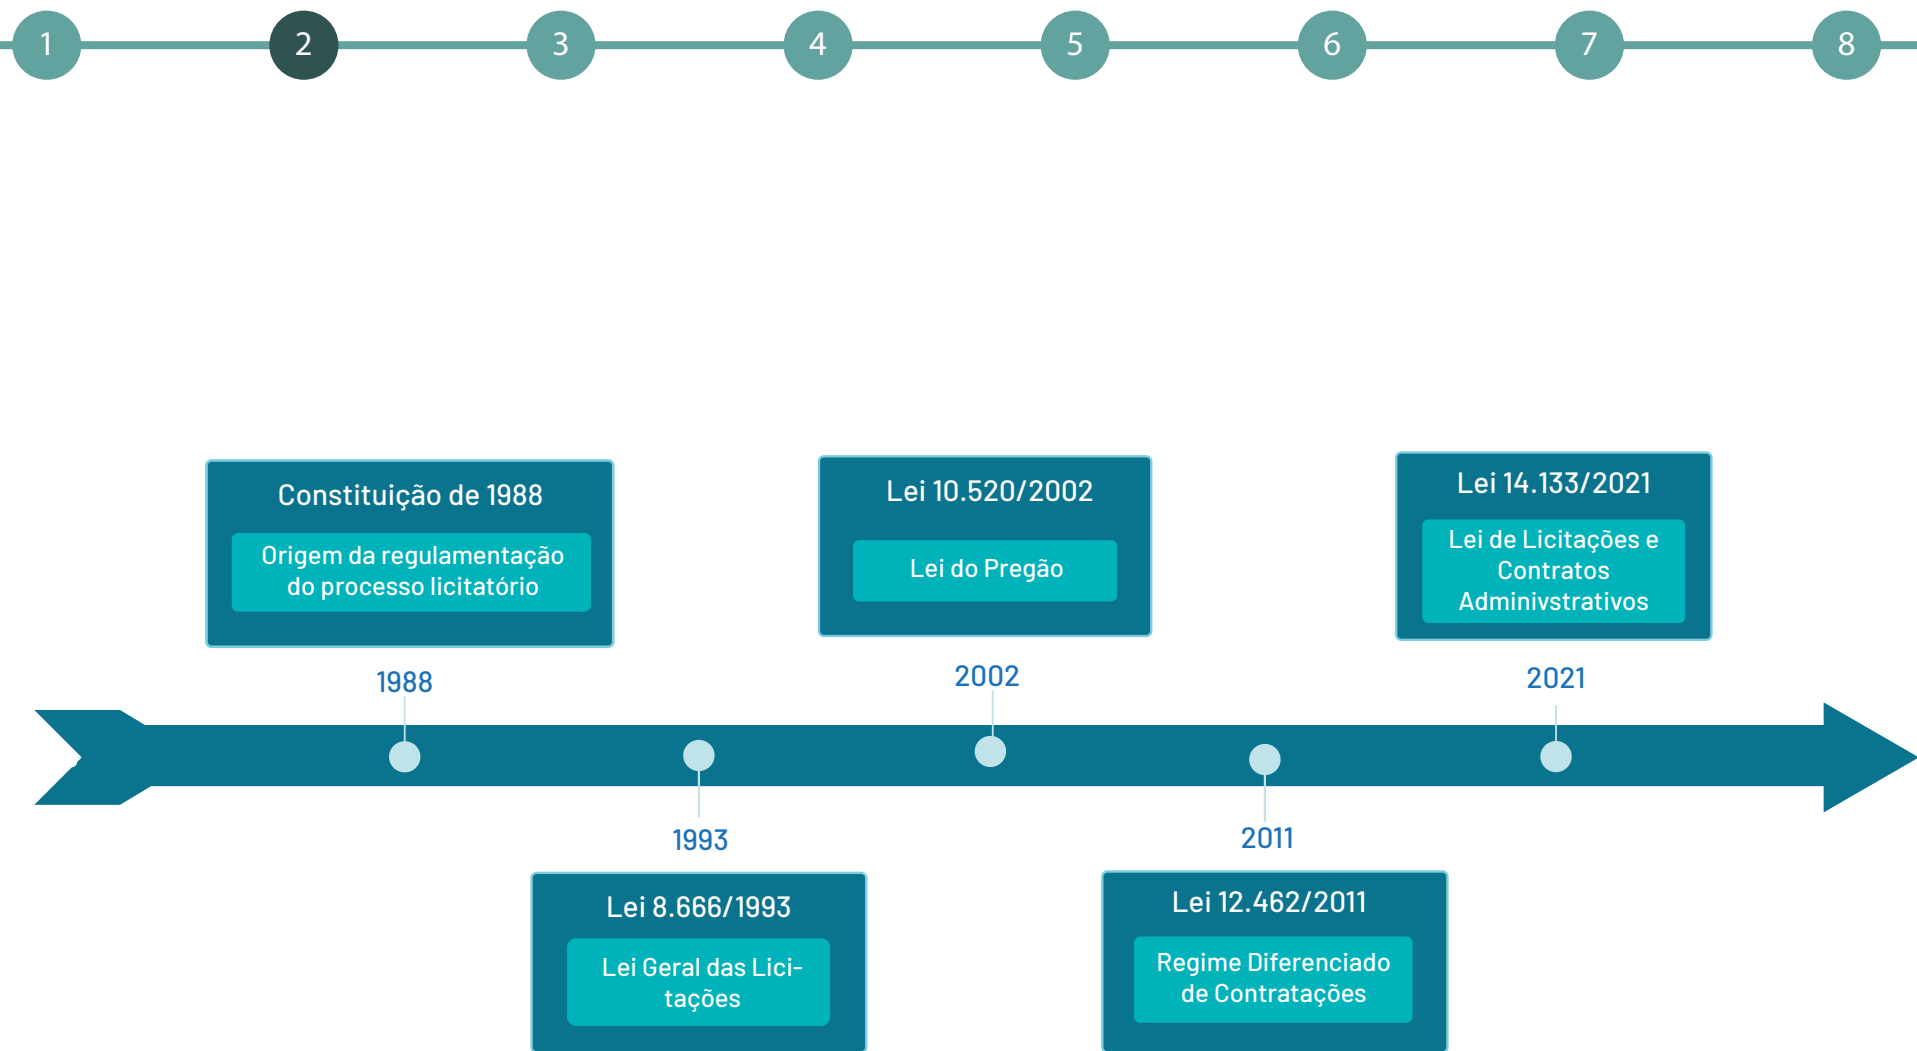 1
2
3
4
5
6
7
8
Constituição de 1988
Origem da regulamentação
do processo licitatório
1988
Lei 8.666/1993
Lei Geral das Lici-
tações
1993
Lei 10.520/2002
Lei do Pregão
2002
Lei 12.462/2011
Regime Diferenciado
de Contratações
2011
Lei 14.133/2021
Lei de Licitações e
Contratos
Adminivstrativos
2021